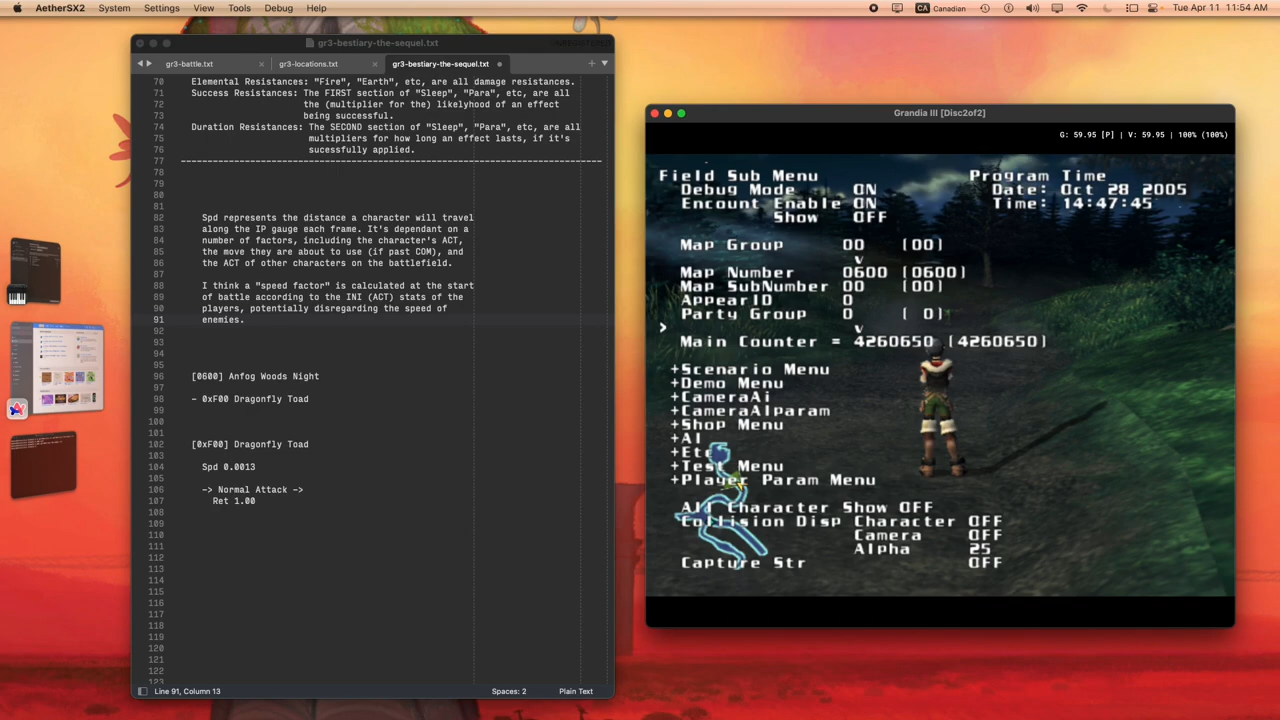 AetherSX2 System Settings View Tools Debug Help
CA Canadian Tue Apr 11 11:54 AM
gr3-bestiary-the-sequel.txt
gr3-battle.txt gr3-locations.txt gr3-bestiary-the-sequel.txt
70 Elemental Resistances: "Fire", "Earth", etc, are all damage resistances.
71 Success Resistances: The FIRST section of "Sleep", "Para", etc, are all
72 the (multiplier for the) likelyhood of an effect
73 being successful.
74 Duration Resistances: The SECOND section of "Sleep", "Para", etc, are all
75 multipliers for how long an effect lasts, if it's
76 sucessfully applied.
77 ------------------------------------------------------------------------------
78
79
80
81
82 Spd represents the distance a character will travel
83 along the IP gauge each frame. It's dependant on a
84 number of factors, including the character's ACT,
85 the move they are about to use (if past COM), and
86 the ACT of other characters on the battlefield.
87
88 I think a "speed factor" is calculated at the start
89 of battle according to the INI (ACT) stats of the
90 players, potentially disregarding the speed of
91 enemies.
92
93
94
95
96 [0600] Anfog Woods Night
97
98 - 0xF00 Dragonfly Toad
99
100
101
102 [0xF00] Dragonfly Toad
103
104 Spd 0.0013
105
106 -> Normal Attack ->
107 Ret 1.00
108
109
110
111
112
113
114
115
116
117
118
119
120
121
122
123
Line 91, Column 13 Spaces: 2 Plain Text
Grandia III [Disc2of2]
G: 59.95 [P] | V: 59.95 | 100% (100%)
Field Sub Menu Program Time
Debug Mode ON Date: Oct 28 2005
Encount Enable ON Time: 14:47:45
Show OFF
Map Group 00 [00]
v
Map Number 0600 [0600]
Map SubNumber 00 [00]
AppearID 0
Party Group 0 [ 0]
> v
Main Counter = 4260650 [4260650]
+Scenario Menu
+Demo Menu
+CameraAi
+CameraAIparam
+Shop Menu
+AI
+Etc
+Test Menu
+Player Param Menu
All Character Show OFF
Collision Disp Character OFF
Camera OFF
Alpha 25
Capture Str OFF